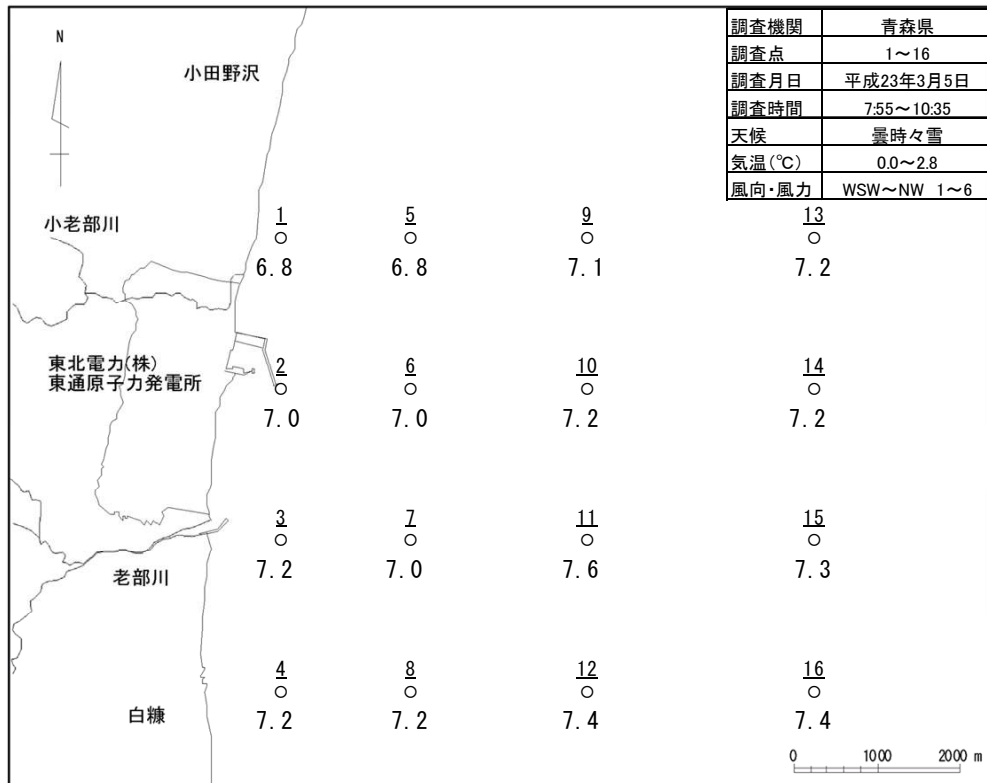 調査機関 青森県
調査点 1～16
調査月日 平成23年3月5日
調査時間 7:55～10:35
天候 曇時々雪
気温(℃) 0.0～2.8
風向・風力 WSW～NW 1～6
N
小田野沢
小老部川
1 5 9 13
6.8 6.8 7.1 7.2
東北電力(株)
東通原子力発電所
2 6 10 14
7.0 7.0 7.2 7.2
3 7 11 15
7.2 7.0 7.6 7.3
老部川
4 8 12 16
7.2 7.2 7.4 7.4
白糠
0 1000 2000 m